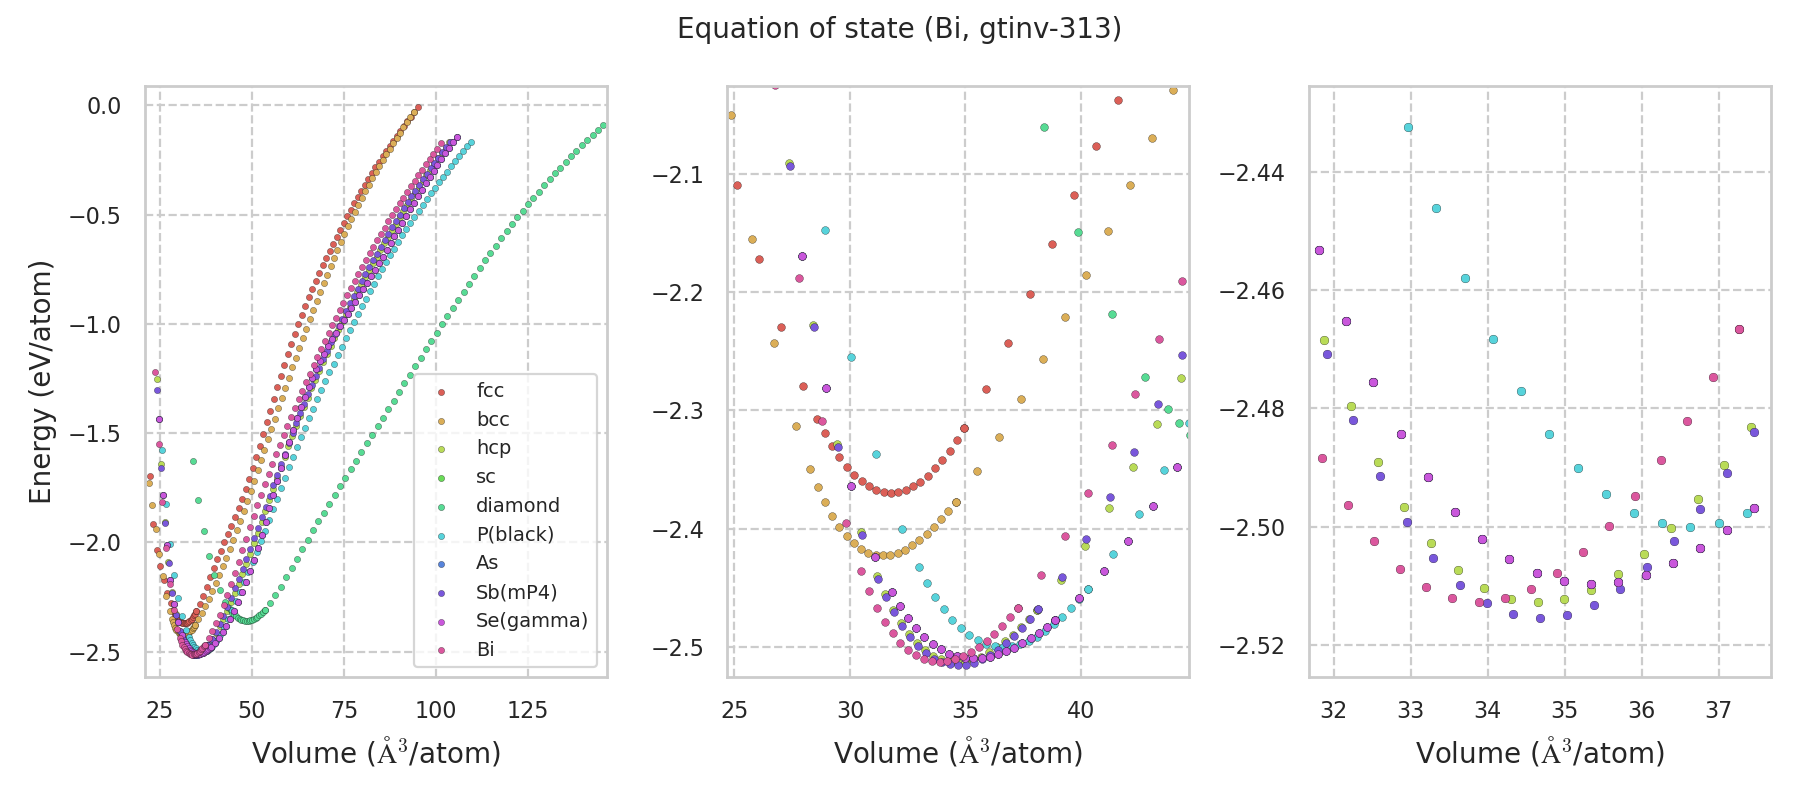 Equation of state (Bi, gtinv-313)
Energy (eV/atom)
0.0
−0.5
−1.0
−1.5
−2.0
−2.5
25
50
75
100
125
Volume (Å³/atom)
fcc
bcc
hcp
sc
diamond
P(black)
As
Sb(mP4)
Se(gamma)
Bi
−2.1
−2.2
−2.3
−2.4
−2.5
25
30
35
40
Volume (Å³/atom)
−2.44
−2.46
−2.48
−2.50
−2.52
32
33
34
35
36
37
Volume (Å³/atom)